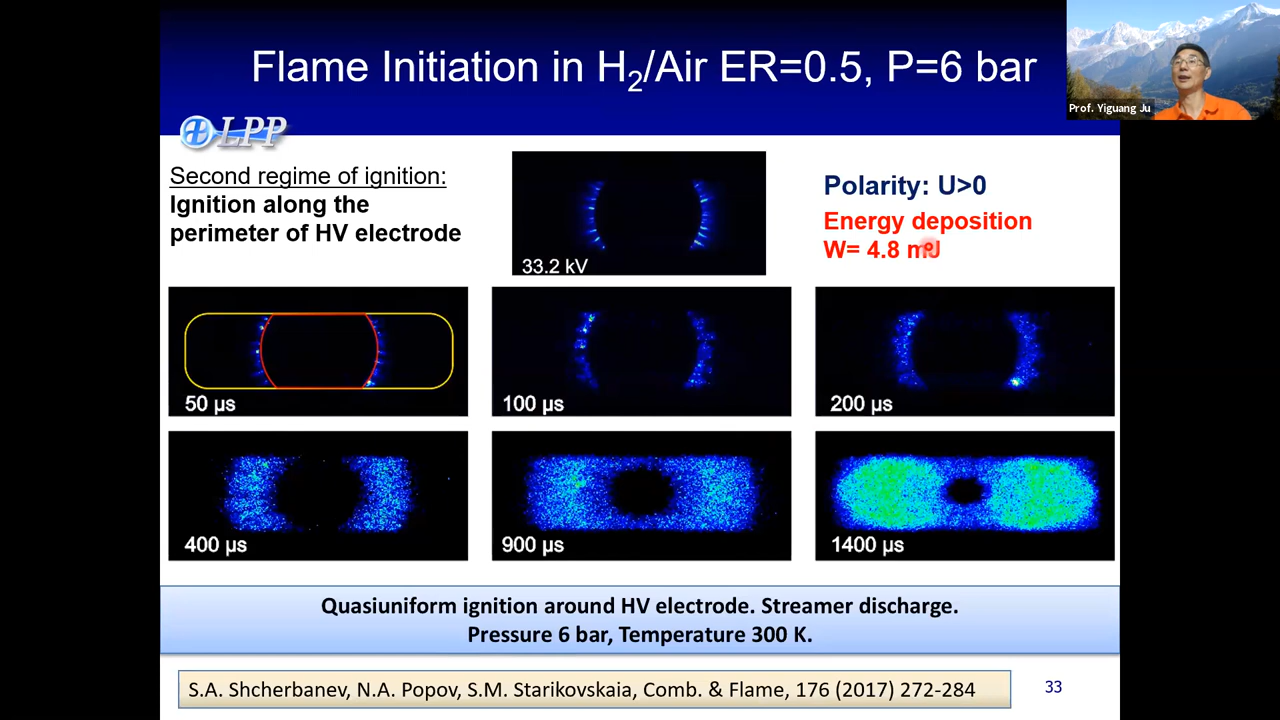 Flame Initiation in H₂/Air ER=0.5, P=6 bar
Prof. Yiguang Ju
LPP
Second regime of ignition:
Ignition along the
perimeter of HV electrode
33.2 kV
Polarity: U>0
Energy deposition
W= 4.8 mJ
50 µs
100 µs
200 µs
400 µs
900 µs
1400 µs
Quasiuniform ignition around HV electrode. Streamer discharge.
Pressure 6 bar, Temperature 300 K.
S.A. Shcherbanev, N.A. Popov, S.M. Starikovskaia, Comb. & Flame, 176 (2017) 272-284
33